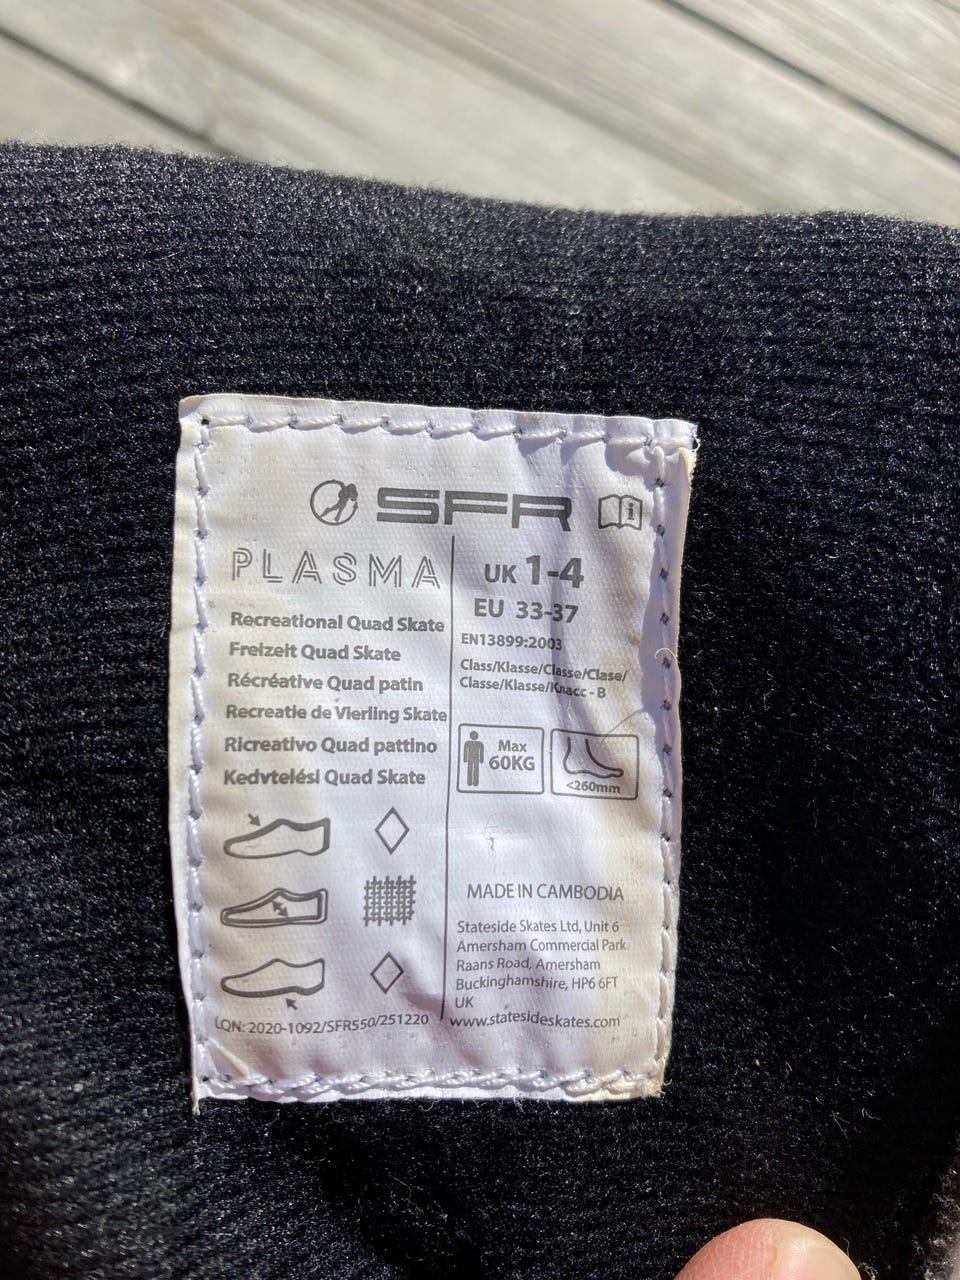 SFR
i
PLASMA
Recreational Quad Skate
Freizeit Quad Skate
Récréative Quad patin
Recreatie de Vierling Skate
Ricreativo Quad pattino
Kedvtelési Quad Skate
LQN: 2020-1092/SFR550/251220
UK 1-4
EU 33-37
EN13899:2003
Class/Klasse/Classe/Clase/
Classe/Klasse/Класс - B
Max
60KG
<260mm
MADE IN CAMBODIA
Stateside Skates Ltd, Unit 6
Amersham Commercial Park
Raans Road, Amersham
Buckinghamshire, HP6 6FT
UK
www.statesideskates.com